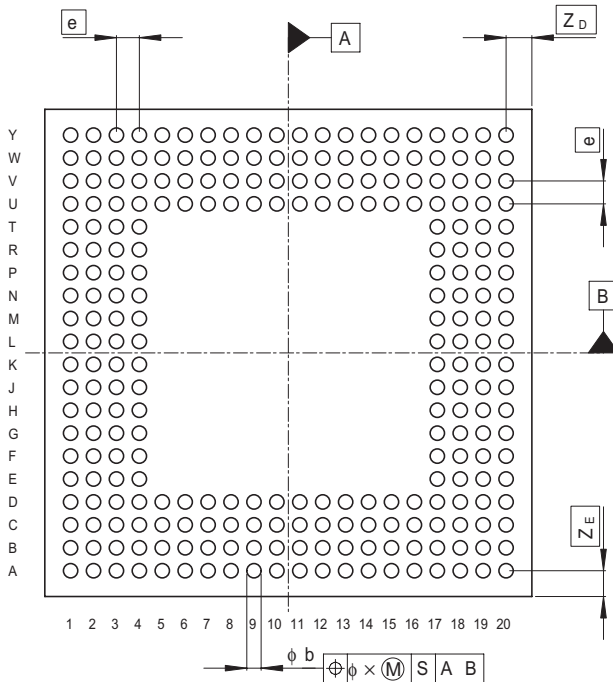 e
A
Z D
Y
W
V
U
T
R
P
N
M
L
K
J
H
G
F
E
D
C
B
A
e
B
Z E
1 2 3 4 5 6 7 8 9 10 11 12 13 14 15 16 17 18 19 20
ϕ b
⌖ ϕ × Ⓜ S A B